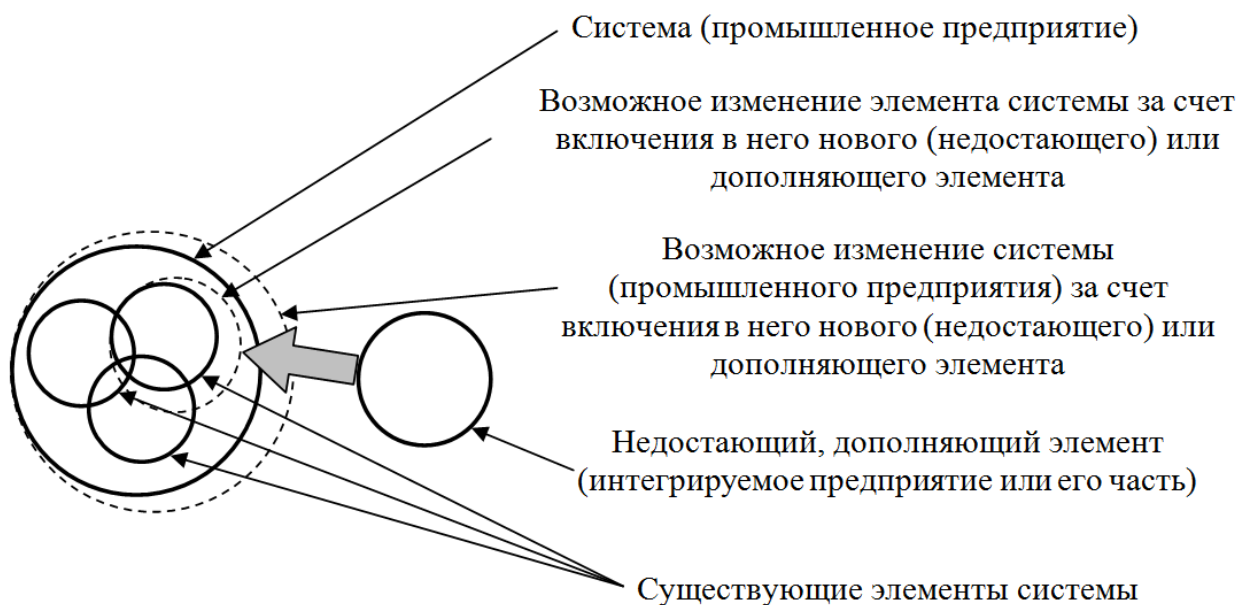 Система (промышленное предприятие)
Возможное изменение элемента системы за счет
включения в него нового (недостающего) или
дополняющего элемента
Возможное изменение системы
(промышленного предприятия) за счет
включения в него нового (недостающего) или
дополняющего элемента
Недостающий, дополняющий элемент
(интегрируемое предприятие или его часть)
Существующие элементы системы